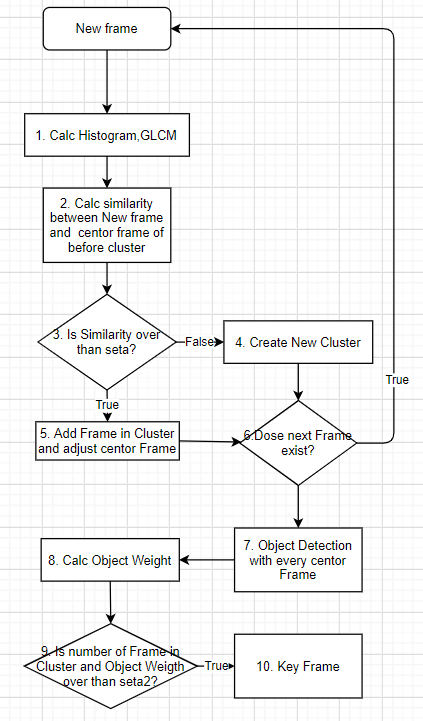 New frame
1. Calc Histogram,GLCM
2. Calc similarity
between New frame
and centor frame of
before cluster
3. Is Similarity over
than seta?
False
4. Create New Cluster
True
True
5. Add Frame in Cluster
and adjust centor Frame
6.Dose next Frame
exist?
7. Object Detection
with every centor
Frame
8. Calc Object Weight
9. Is number of Frame in
Cluster and Object Weigth
over than seta2?
True
10. Key Frame